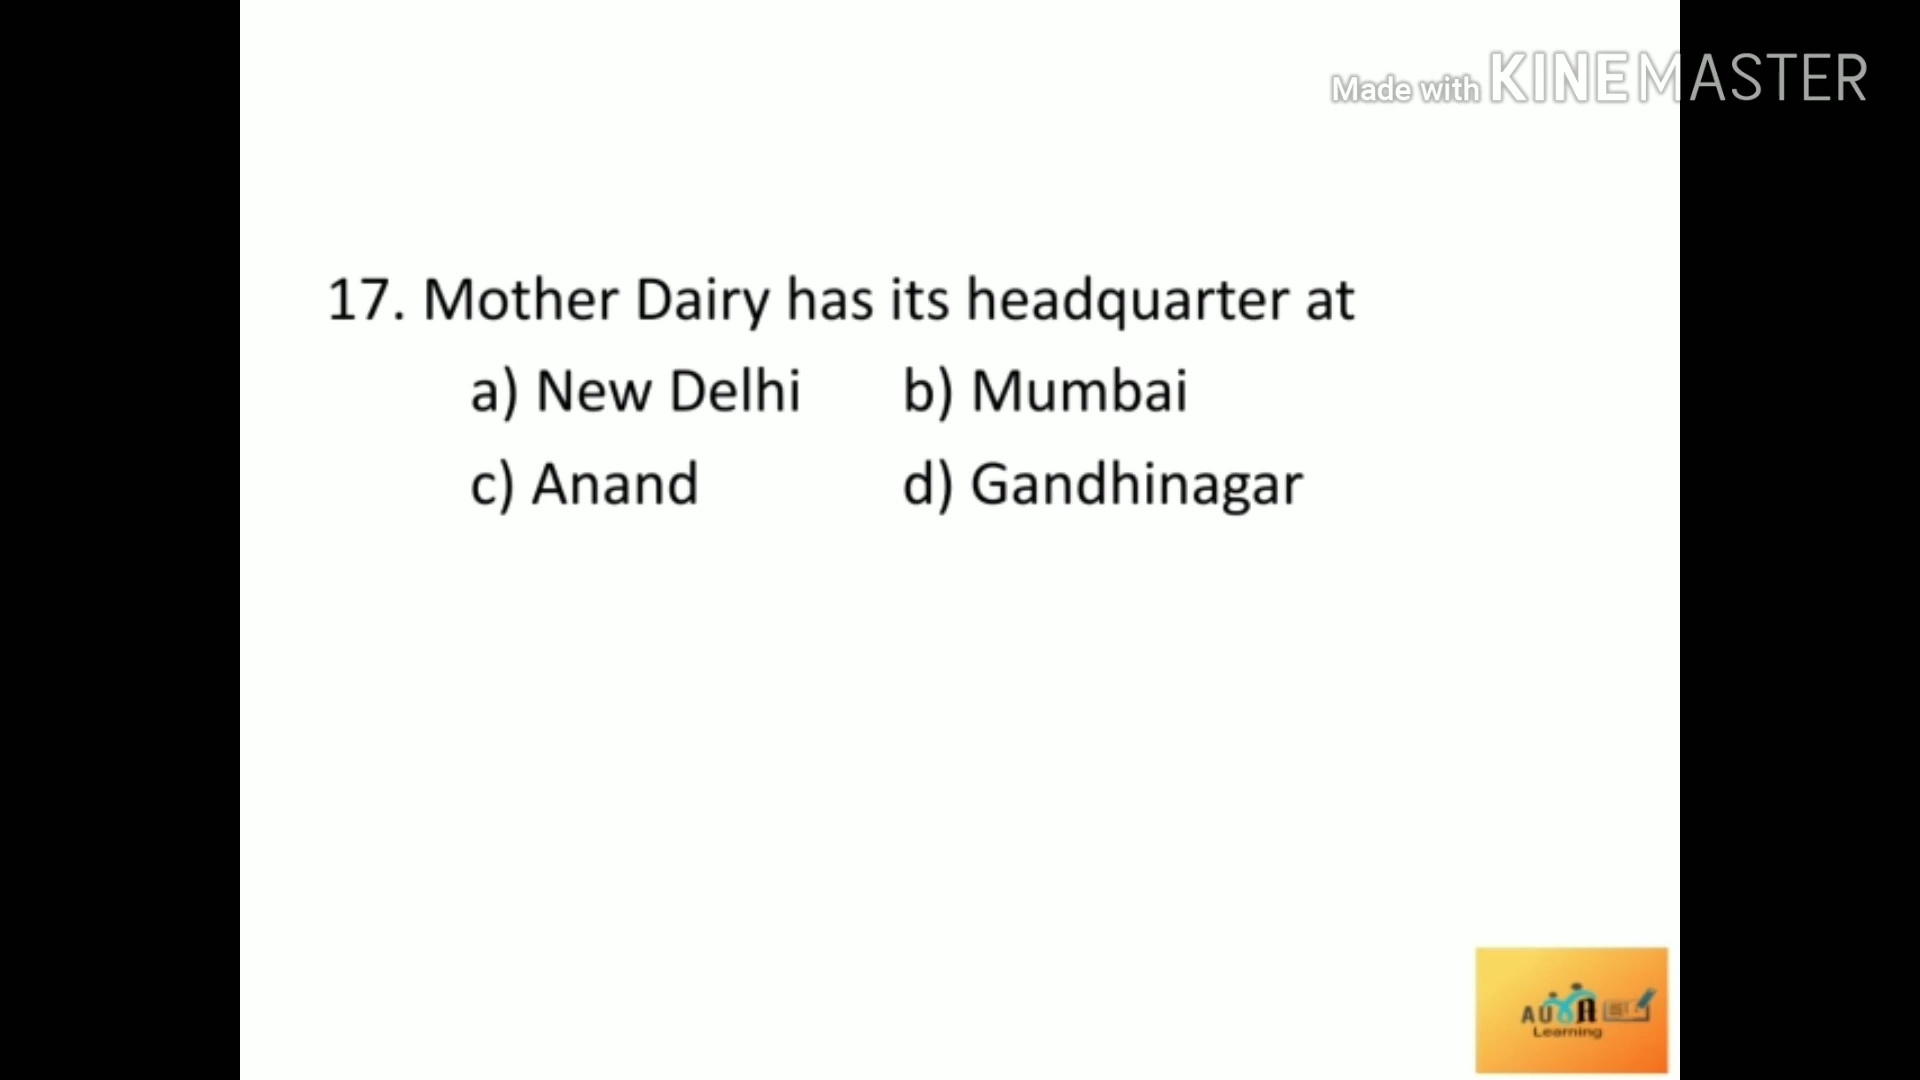 Made with KINEMASTER
17. Mother Dairy has its headquarter at
a) New Delhi b) Mumbai
c) Anand d) Gandhinagar
Learning